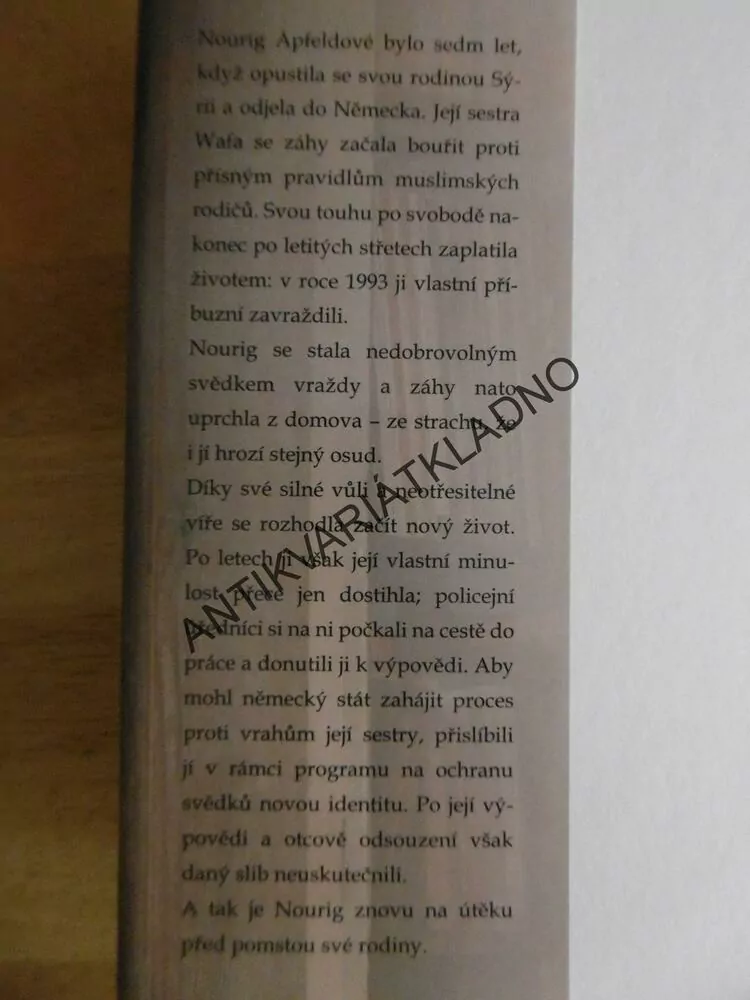 Nourig Apfeldové bylo sedm let,
když opustila se svou rodinou Sý-
rii a odjela do Německa. Její sestra
Wafa se záhy začala bouřit proti
přísným pravidlům muslimských
rodičů. Svou touhu po svobodě na-
konec po letitých střetech zaplatila
životem: v roce 1993 ji vlastní pří-
buzní zavraždili.
Nourig se stala nedobrovolným
svědkem vraždy a záhy nato
uprchla z domova – ze strachu, že
i jí hrozí stejný osud.
Díky své silné vůli a neotřesitelné
víře se rozhodla začít nový život.
Po letech ji však její vlastní minu-
lost přece jen dostihla; policejní
úředníci si na ni počkali na cestě do
práce a donutili ji k výpovědi. Aby
mohl německý stát zahájit proces
proti vrahům její sestry, přislíbili
jí v rámci programu na ochranu
svědků novou identitu. Po její vý-
povědi a otcově odsouzení však
daný slib neuskutečnili.
A tak je Nourig znovu na útěku
před pomstou své rodiny.
ANTIKVARIÁTKLADNO